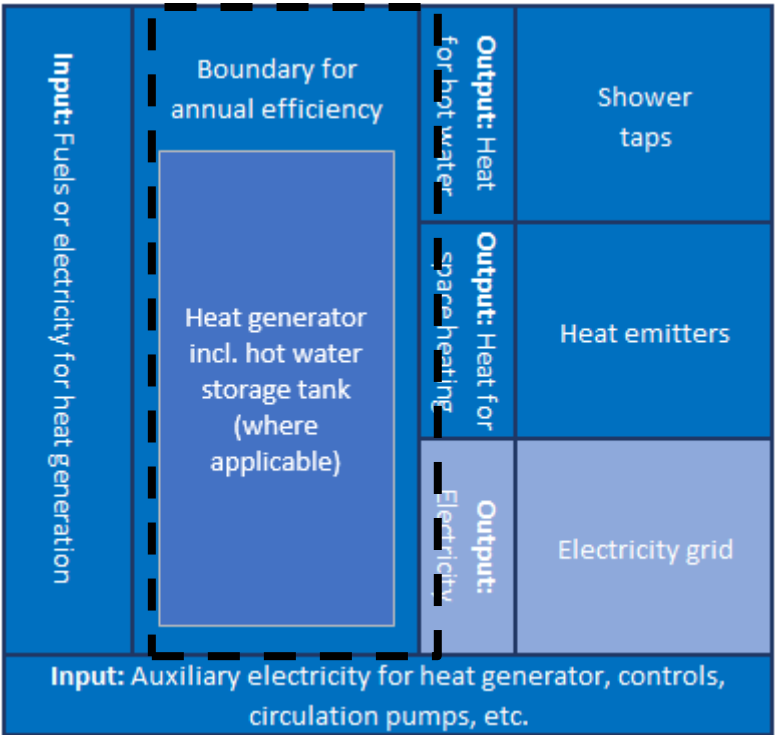 Input: Fuels or electricity for heat generation
Boundary for
annual efficiency
Heat generator
incl. hot water
storage tank
(where
applicable)
Output: Heat
for hot water
Shower
taps
Output: Heat for
space heating
Heat emitters
Output:
Electricity
Electricity grid
Input: Auxiliary electricity for heat generator, controls,
circulation pumps, etc.